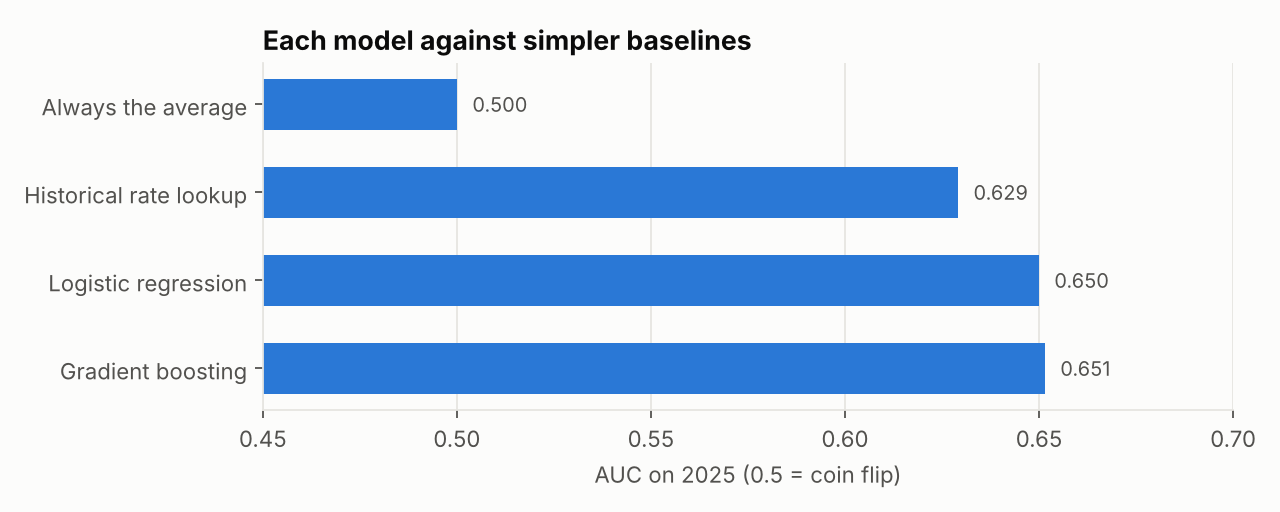 Each model against simpler baselines
Always the average
0.500
Historical rate lookup
0.629
Logistic regression
0.650
Gradient boosting
0.651
0.45 0.50 0.55 0.60 0.65 0.70
AUC on 2025 (0.5 = coin flip)